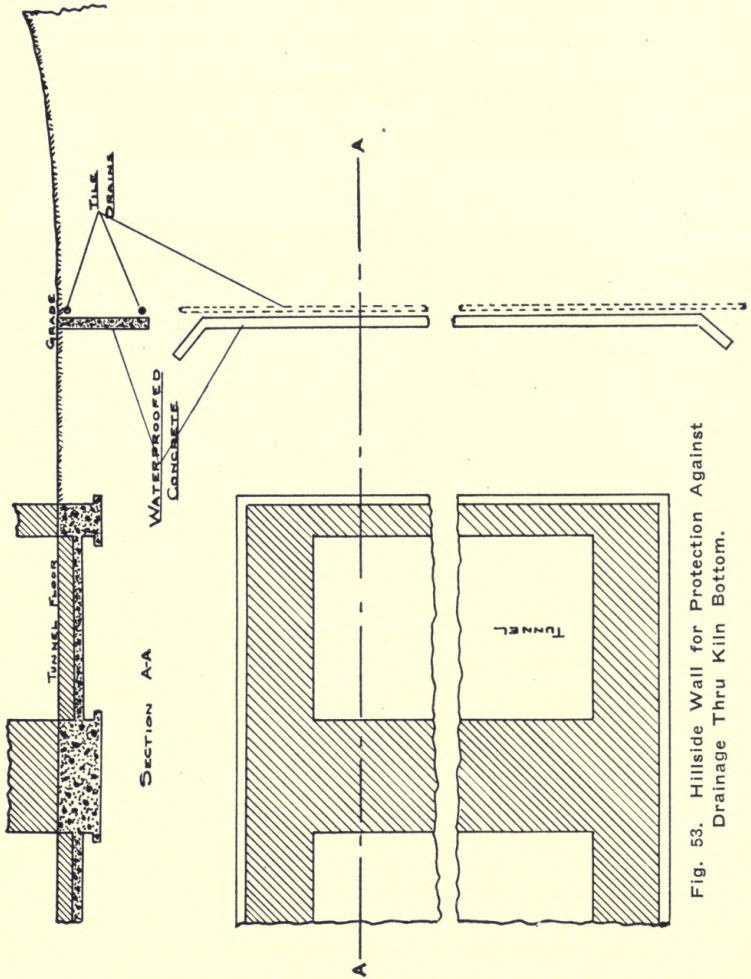 GRADE
TILE
DRAINS
TUNNEL FLOOR
WATERPROOFED
CONCRETE
SECTION A-A
A
A
TUNNEL
Fig. 53. Hillside Wall for Protection Against
Drainage Thru Kiln Bottom.